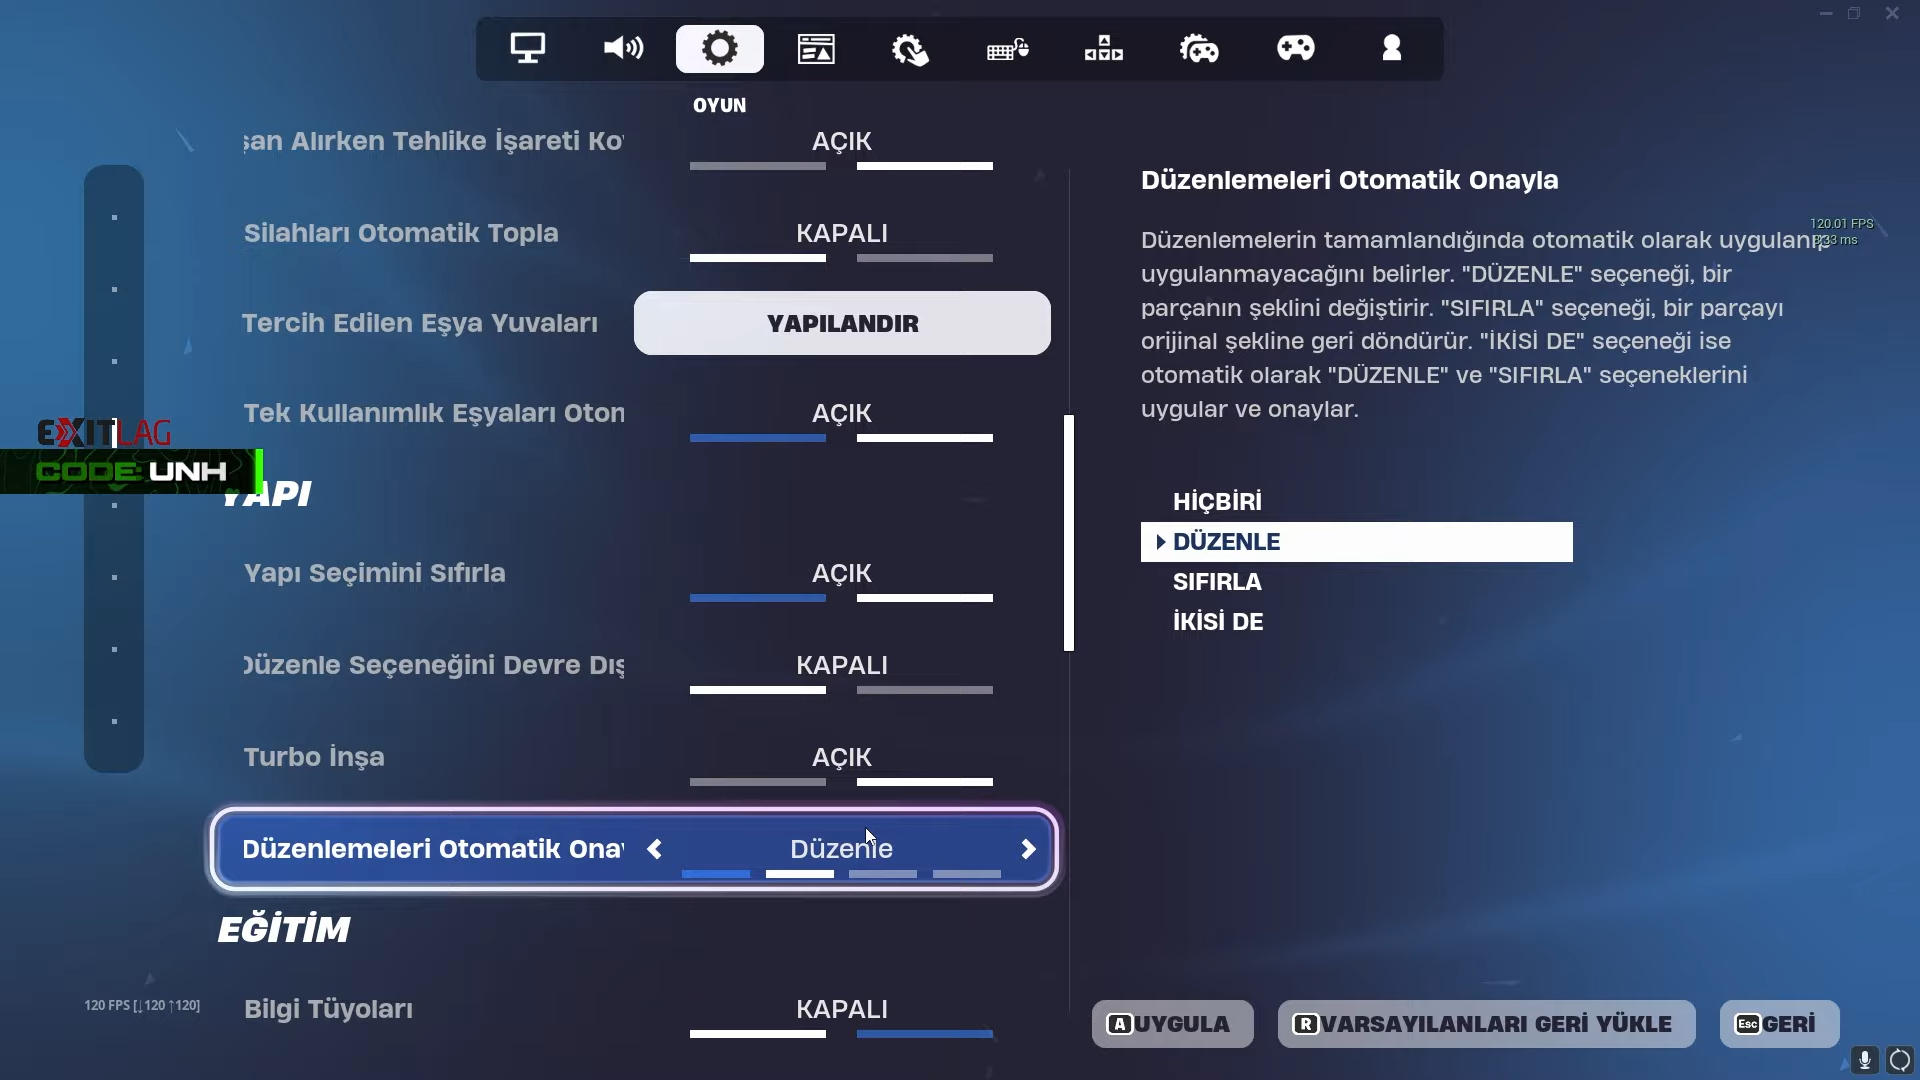 OYUN
şan Alırken Tehlike İşareti Ko
AÇIK
Silahları Otomatik Topla
KAPALI
Tercih Edilen Eşya Yuvaları
YAPILANDIR
Tek Kullanımlık Eşyaları Oton
AÇIK
EXITLAG
CODE: UNH
YAPI
Yapı Seçimini Sıfırla
AÇIK
Düzenle Seçeneğini Devre Dış
KAPALI
Turbo İnşa
AÇIK
Düzenlemeleri Otomatik Ona
Düzenle
EĞİTİM
120 FPS [↓120 ↑120]
Bilgi Tüyoları
KAPALI
Düzenlemeleri Otomatik Onayla
120.01 FPS
8.33 ms
Düzenlemelerin tamamlandığında otomatik olarak uygulanıp
uygulanmayacağını belirler. "DÜZENLE" seçeneği, bir
parçanın şeklini değiştirir. "SIFIRLA" seçeneği, bir parçayı
orijinal şekline geri döndürür. "İKİSİ DE" seçeneği ise
otomatik olarak "DÜZENLE" ve "SIFIRLA" seçeneklerini
uygular ve onaylar.
HİÇBİRİ
DÜZENLE
SIFIRLA
İKİSİ DE
A UYGULA
R VARSAYILANLARI GERİ YÜKLE
Esc GERİ